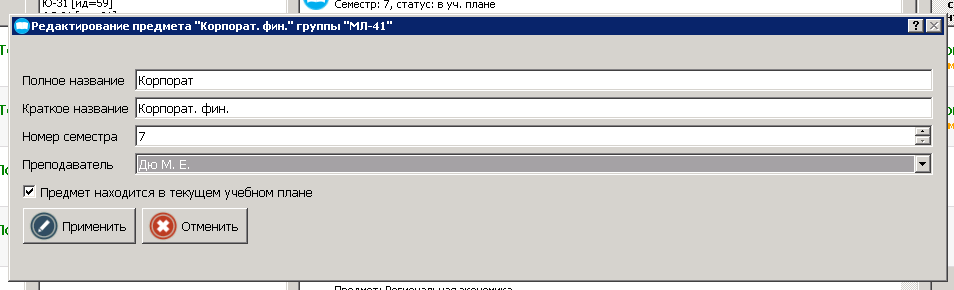 Ю-31 [ид=59]
Семестр: 7, статус: в уч. плане
Редактирование предмета "Корпорат. фин." группы "МЛ-41"
Полное название Корпорат
Краткое название Корпорат. фин.
Номер семестра 7
Преподаватель Дю М. Е.
Предмет находится в текущем учебном плане
Применить Отменить
Предмет: Региональная экономика